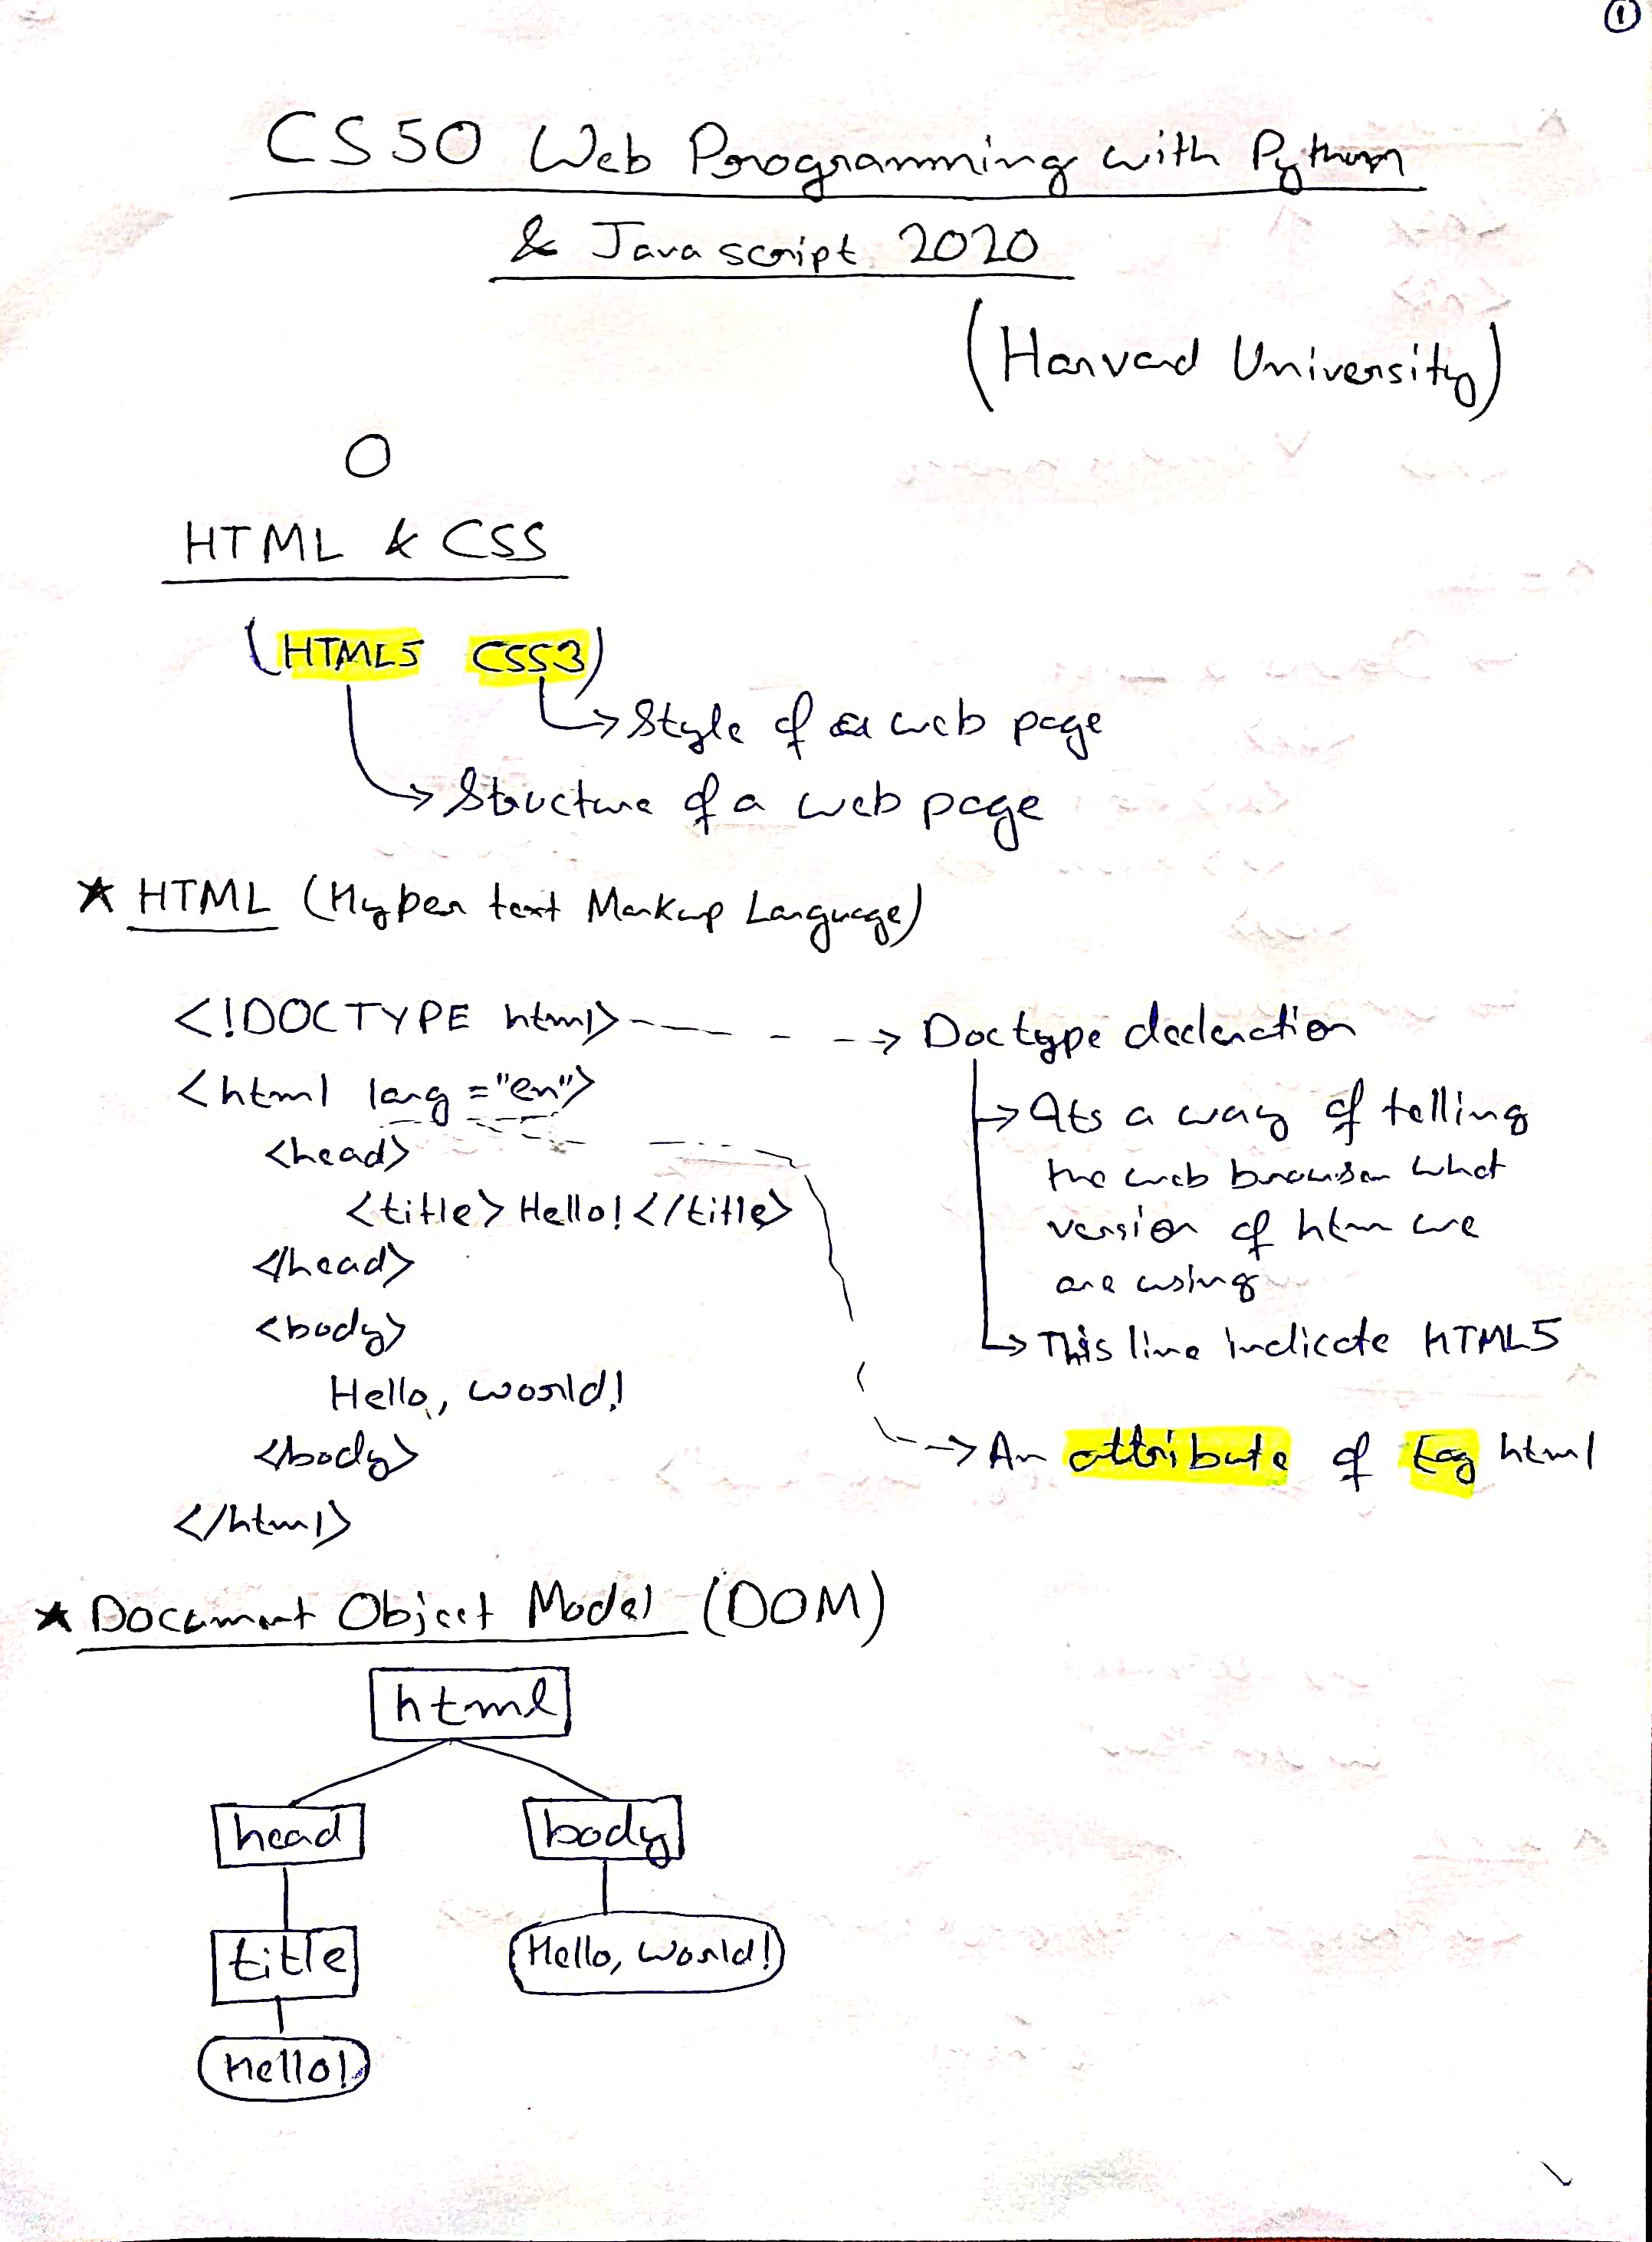 ①
CS50 Web Programming with Python
& Javascript 2020
(Harvard University)
0
HTML & CSS
(HTML5 CSS3)
→ Style of a web page
→ Structure of a web page
★ HTML (Hyper text Markup Language)
<!DOCTYPE html> → Doctype declaration
<html lang="en">
→ Its a way of telling
<head>
the web browser what
<title>Hello!</title>
version of htm we
</head>
are using
<body>
→ This line indicate HTML5
Hello, world!
</body>
→ An attribute of tag html
</html>
★ Document Object Model (DOM)
html
head body
title Hello, world!
Hello!